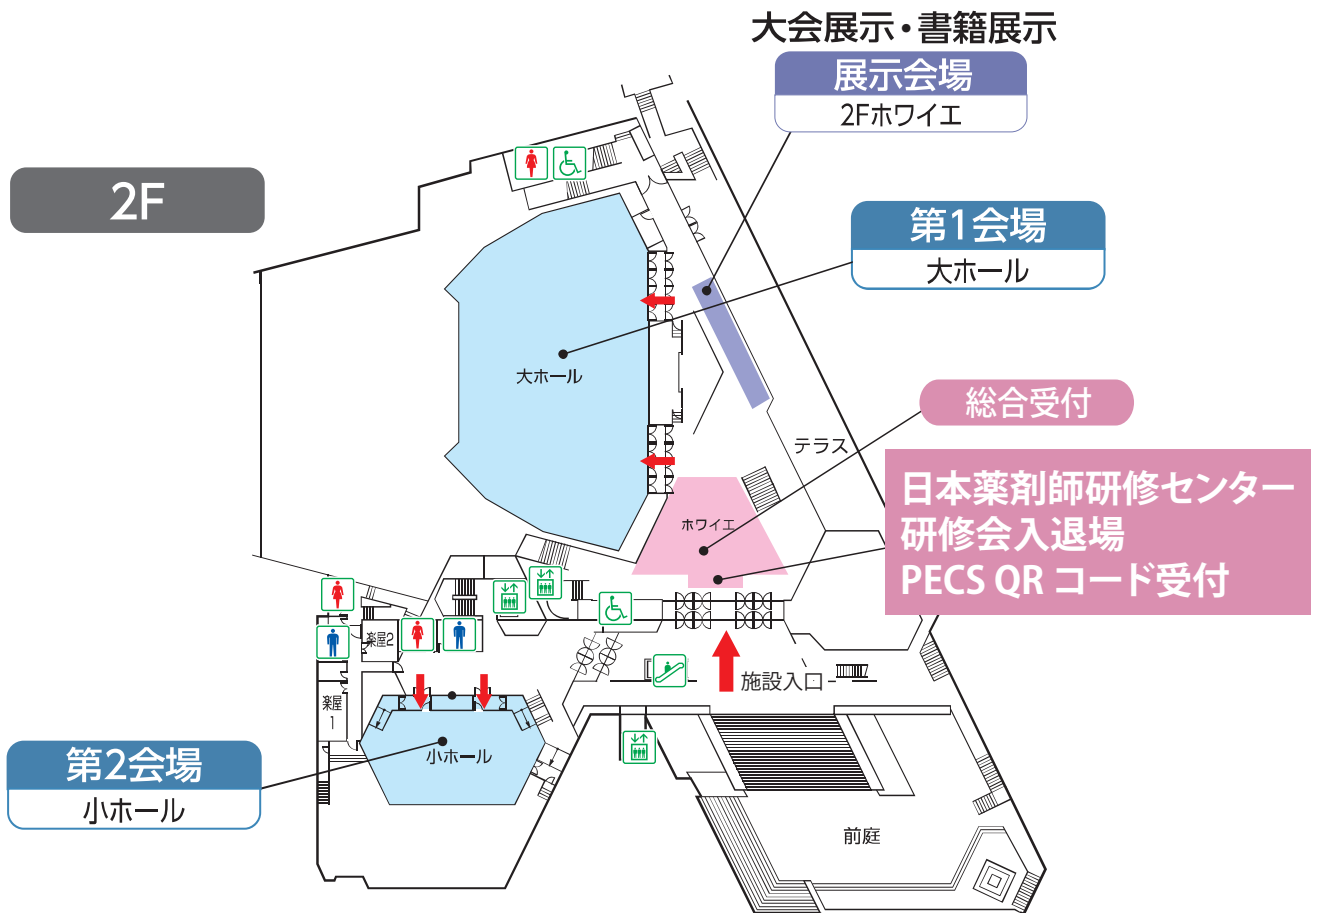 大会展示・書籍展示
展示会場
2Fホワイエ
2F
第1会場
大ホール
大ホール
総合受付
テラス
日本薬剤師研修センター
研修会入退場
PECS QR コード受付
ホワイエ
楽屋2
施設入口
楽屋
1
第2会場
小ホール
小ホール
前庭